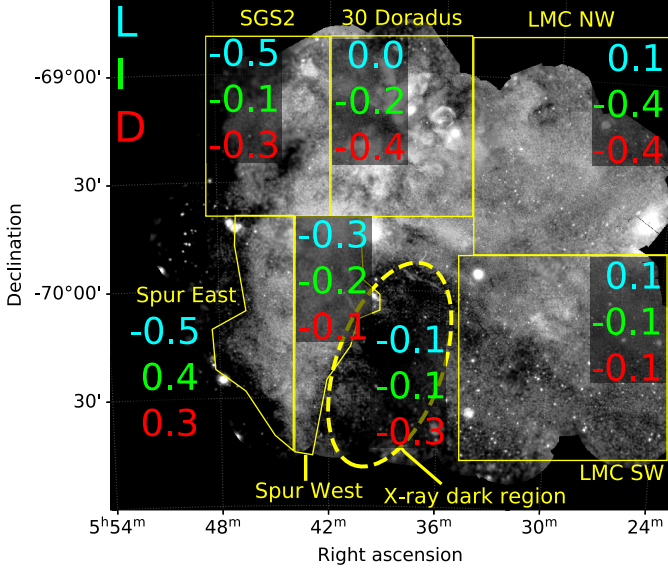 SGS2
30 Doradus
LMC NW
L
I
D
-0.5
-0.1
-0.3
0.0
-0.2
-0.4
0.1
-0.4
-0.4
-69°00'
30'
-70°00'
30'
Declination
-0.3
-0.2
-0.1
Spur East
-0.5
0.4
0.3
-0.1
-0.1
-0.3
0.1
-0.1
-0.1
LMC SW
Spur West
X-ray dark region
5ʰ54ᵐ
48ᵐ
42ᵐ
36ᵐ
30ᵐ
24ᵐ
Right ascension